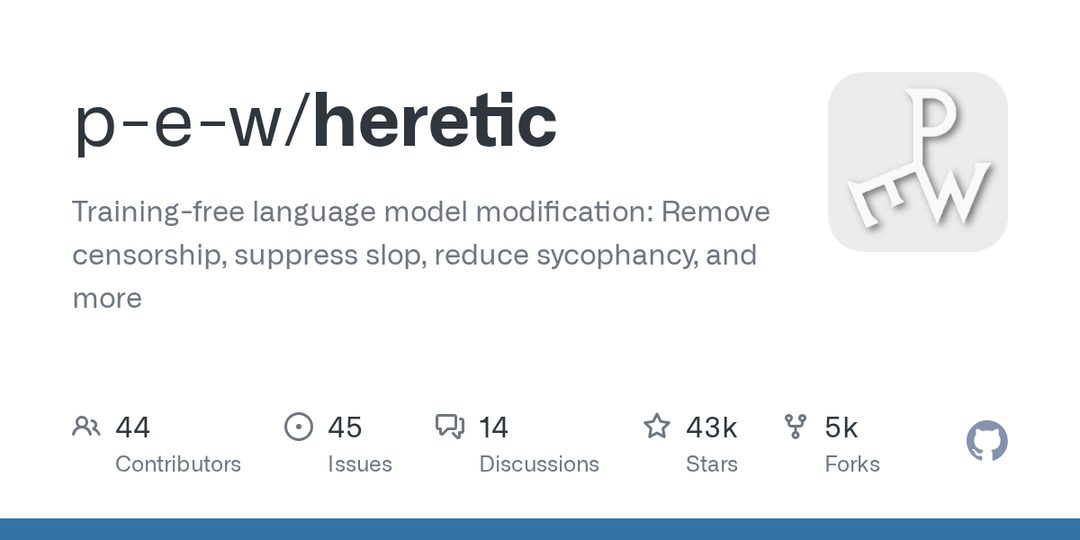 p-e-w/heretic
Training-free language model modification: Remove
censorship, suppress slop, reduce sycophancy, and
more
PEW
44
Contributors
45
Issues
14
Discussions
43k
Stars
5k
Forks